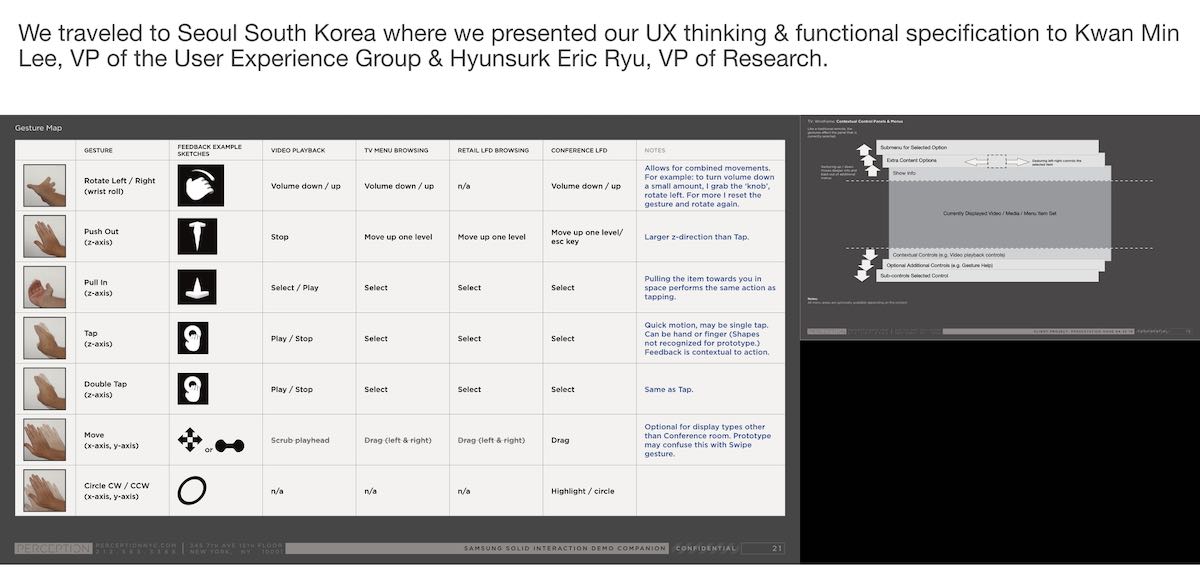 We traveled to Seoul South Korea where we presented our UX thinking & functional specification to Kwan Min
Lee, VP of the User Experience Group & Hyunsurk Eric Ryu, VP of Research.
Gesture Map
GESTURE
FEEDBACK EXAMPLE
SKETCHES
VIDEO PLAYBACK
TV MENU BROWSING
RETAIL LFD BROWSING
CONFERENCE LFD
NOTES
Rotate Left / Right
(wrist roll)
Volume down / up
Volume down / up
n/a
Volume down / up
Allows for combined movements.
For example: to turn volume down
a small amount, I grab the 'knob',
rotate left. For more I reset the
gesture and rotate again.
Push Out
(z-axis)
Stop
Move up one level
Move up one level
Move up one level/
esc key
Larger z-direction than Tap.
Pull In
(z-axis)
Select / Play
Select
Select
Select
Pulling the item towards you in
space performs the same action as
tapping.
Tap
(z-axis)
Play / Stop
Select
Select
Select
Quick motion, may be single tap.
Can be hand or finger (Shapes
not recognized for prototype.)
Feedback is contextual to action.
Double Tap
(z-axis)
Play / Stop
Select
Select
Select
Same as Tap.
Move
(x-axis, y-axis)
or
Scrub playhead
Drag (left & right)
Drag (left & right)
Drag
Optional for display types other
than Conference room. Prototype
may confuse this with Swipe
gesture.
Circle CW / CCW
(x-axis, y-axis)
n/a
n/a
n/a
Highlight / circle
PERCEPTION
PERCEPTIONNYC.COM
212.563.3388
245 7TH AVE 10TH FLOOR
NEW YORK, NY 10001
SAMSUNG SOLID INTERACTION DEMO COMPANION
CONFIDENTIAL
21
TV: Wireframe: Contextual Control Panels & Menus
Submenu for Selected Option
Extra Content Options
Show Info
Currently Displayed Video / Media / Menu Item Set
Contextual Controls (e.g. Video playback controls)
Optional Additional Controls (e.g. Gesture Help)
Sub-controls Selected Control
Notes: